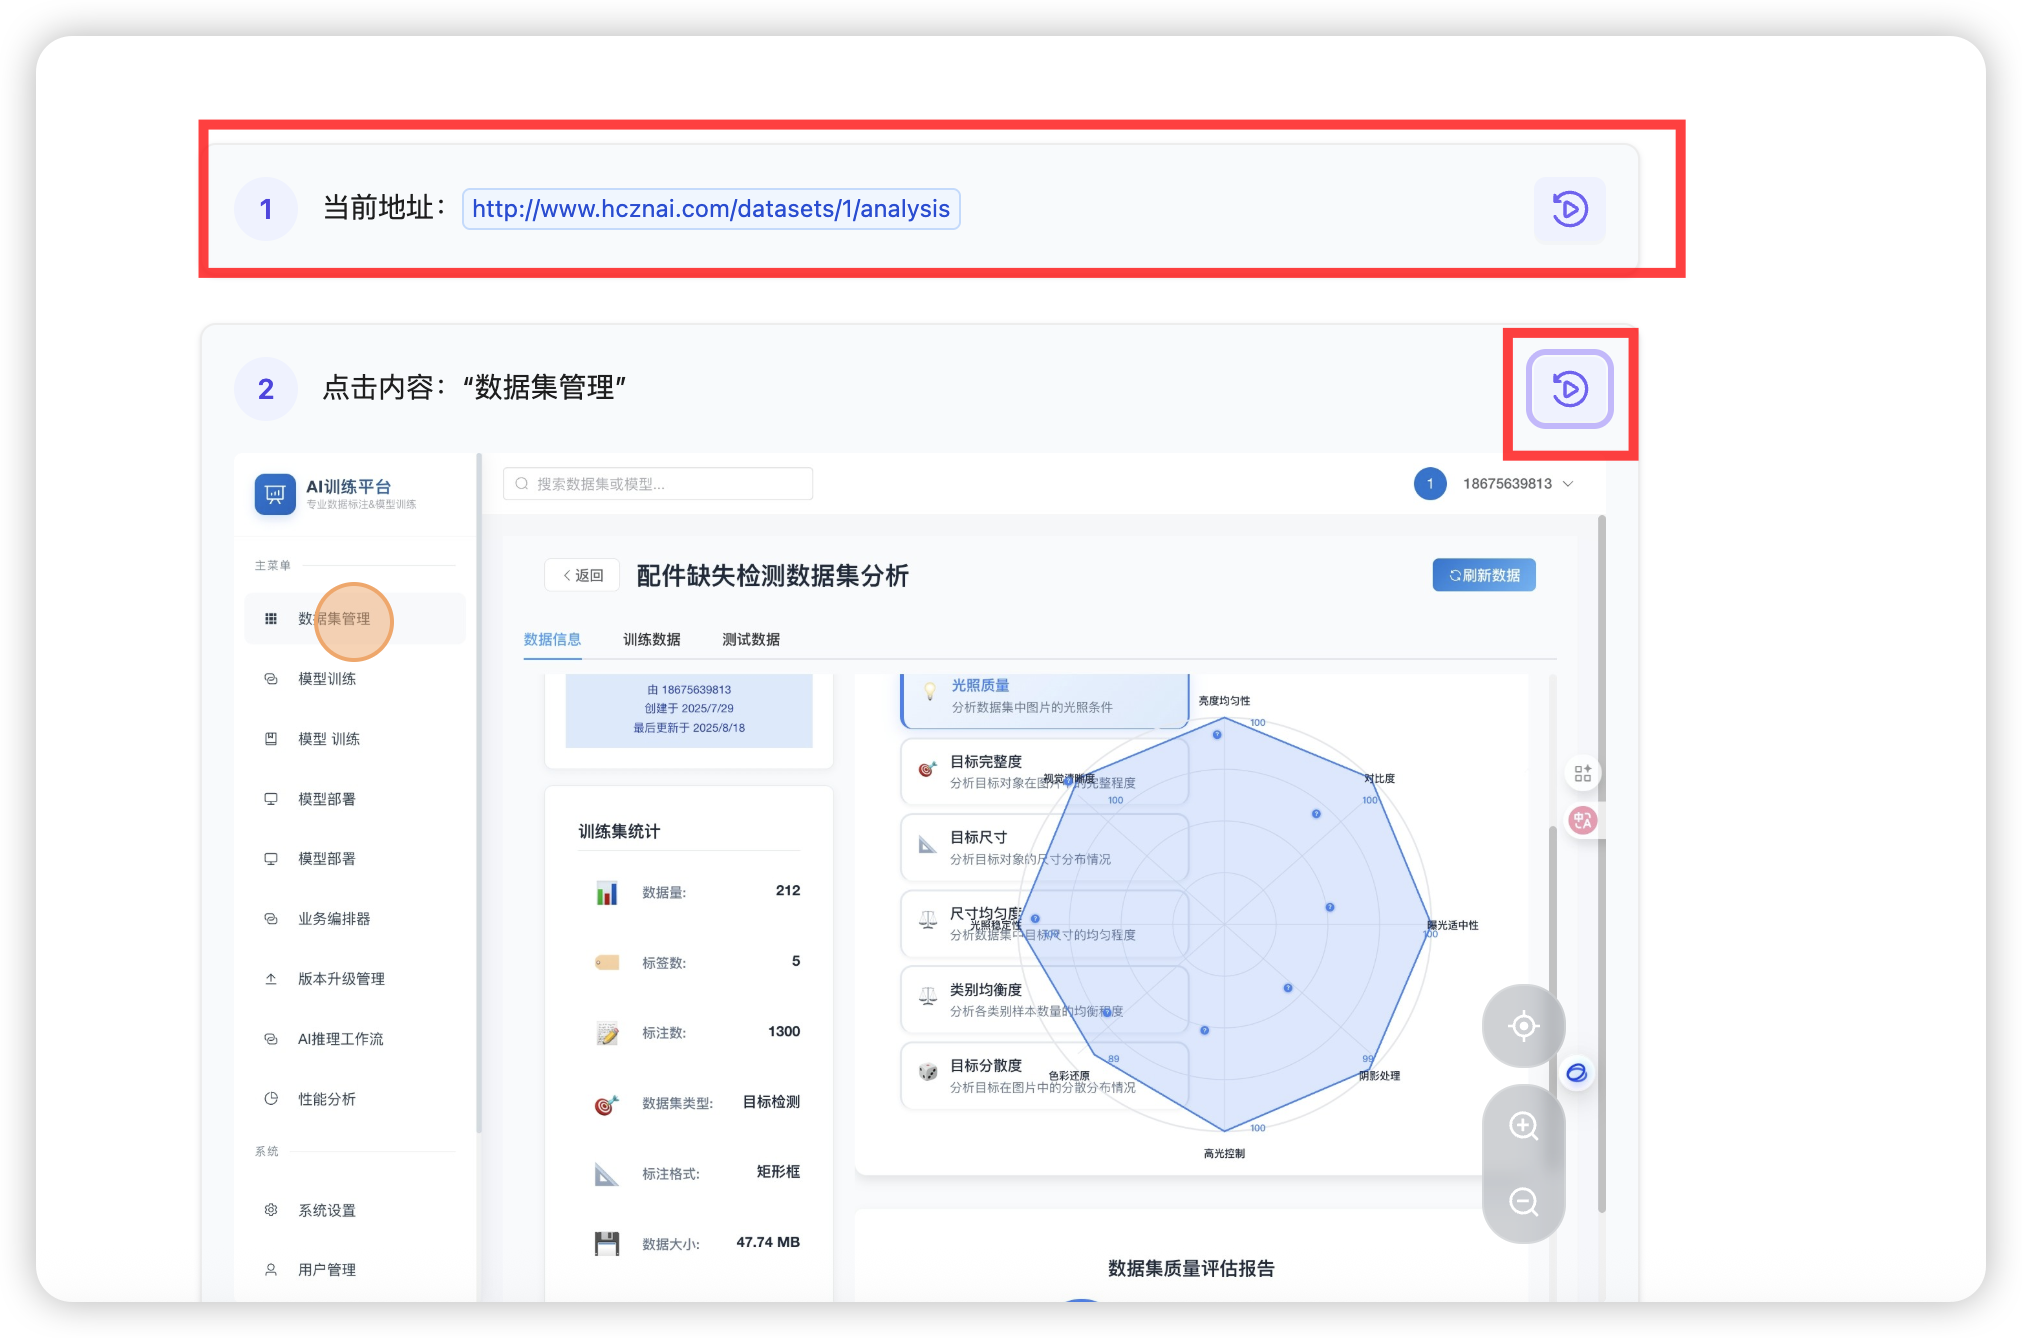 1
当前地址：
http://www.hcznai.com/datasets/1/analysis
2
点击内容：“数据集管理”
AI训练平台
专业数据标注&模型训练
搜索数据集或模型...
1
18675639813
主菜单
数据集管理
模型训练
模型 训练
模型部署
模型部署
业务编排器
版本升级管理
AI推理工作流
性能分析
系统
系统设置
用户管理
返回
配件缺失检测数据集分析
刷新数据
数据信息
训练数据
测试数据
由 18675639813
创建于 2025/7/29
最后更新于 2025/8/18
训练集统计
数据量:
212
标签数:
5
标注数:
1300
数据集类型:
目标检测
标注格式:
矩形框
数据大小:
47.74 MB
光照质量
分析数据集中图片的光照条件
目标完整度
分析目标对象在图片中的完整程度
目标尺寸
分析目标对象的尺寸分布情况
尺寸均匀度
分析数据集中目标尺寸的均匀程度
类别均衡度
分析各类别样本数量的均衡程度
目标分散度
分析目标在图片中的分散分布情况
亮度均匀性
100
对比度
100
曝光适中性
100
阴影处理
99
高光控制
100
色彩还原
89
光照稳定性
100
视觉清晰度
100
中A
数据集质量评估报告